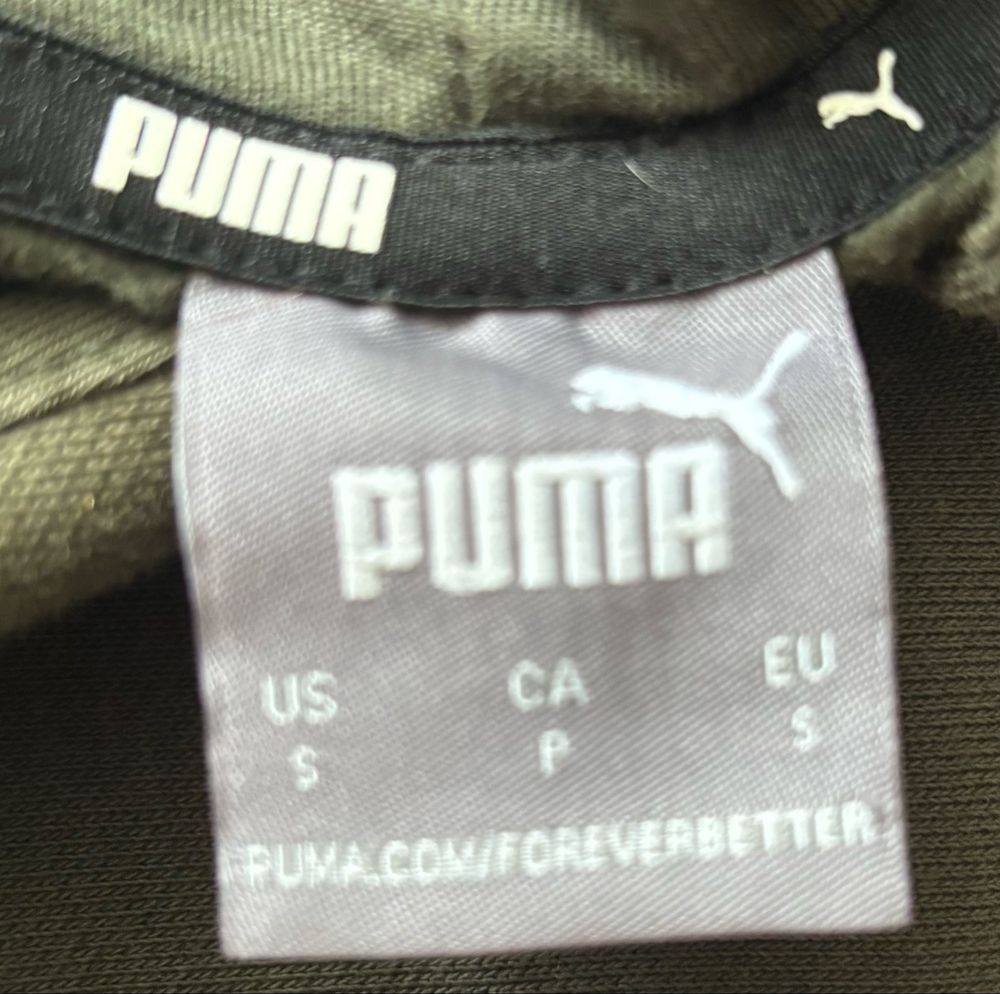 PUMA
PUMA
US CA EU
S P S
PUMA.COM/FOREVERBETTER